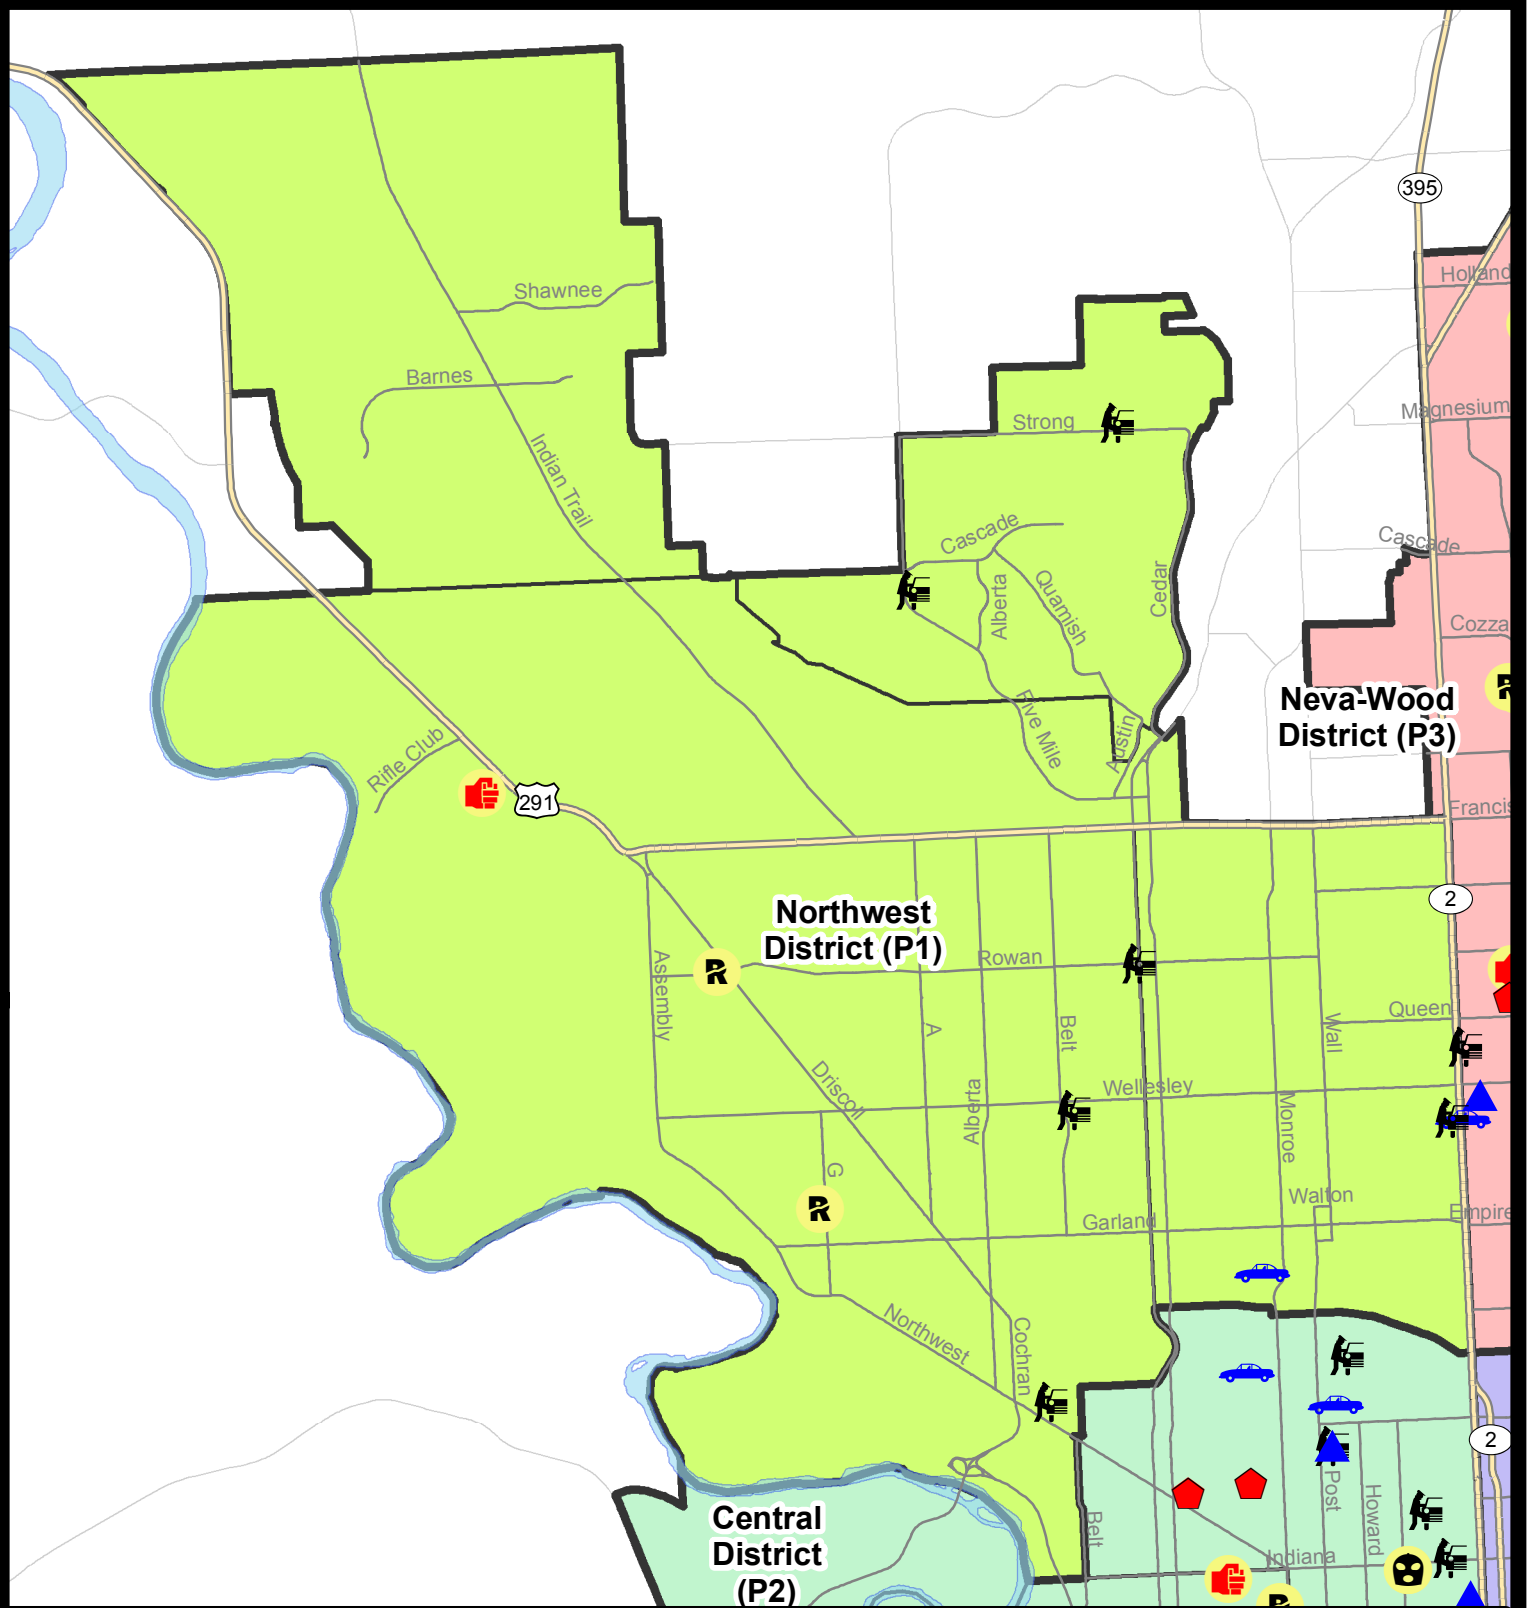 395
Holland
Shawnee
Barnes
Magnesium
Strong
Indian Trail
Cascade
Cascade
Alberta
Quamish
Cedar
Cozza
Neva-Wood
District (P3)
Five Mile
Austin
Rifle Club
291
Francis
2
Northwest
District (P1)
Rowan
Assembly
A
Belt
Queen
Wall
Driscoll
Wellesley
Alberta
Monroe
G
R
R
R
Walton
Garland
Empire
Northwest
Cochran
2
Post
Howard
Central
District
(P2)
Belt
Indiana
R